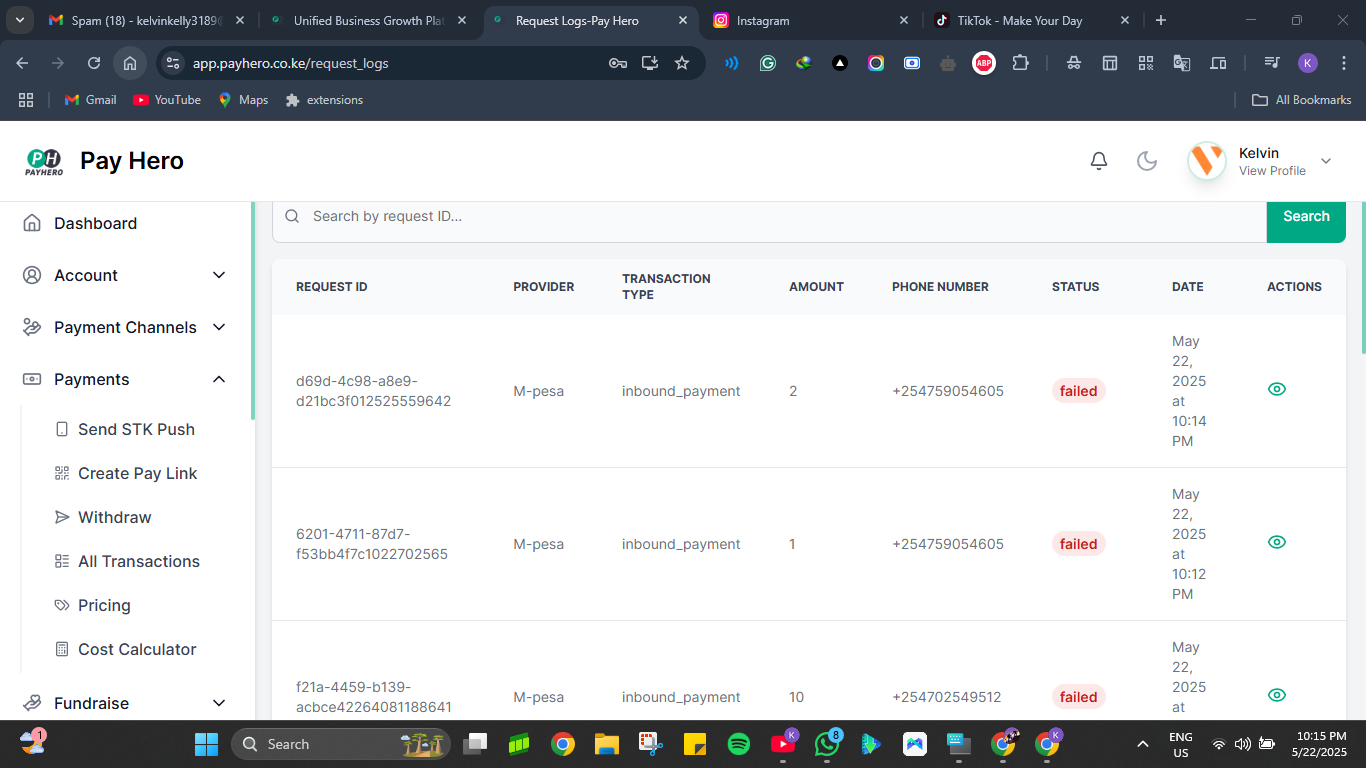 Spam (18) - kelvinkelly3189@
Unified Business Growth Plat
Request Logs-Pay Hero
Instagram
TikTok - Make Your Day
app.payhero.co.ke/request_logs
ABP
K
Gmail
YouTube
Maps
extensions
All Bookmarks
PH
PAYHERO
Pay Hero
Kelvin
View Profile
Dashboard
Account
Payment Channels
Payments
Send STK Push
Create Pay Link
Withdraw
All Transactions
Pricing
Cost Calculator
Fundraise
Search by request ID...
Search
REQUEST ID PROVIDER TRANSACTION TYPE AMOUNT PHONE NUMBER STATUS DATE ACTIONS
d69d-4c98-a8e9-
d21bc3f012525559642
M-pesa
inbound_payment
2
+254759054605
failed
May
22,
2025
at
10:14
PM
6201-4711-87d7-
f53bb4f7c1022702565
M-pesa
inbound_payment
1
+254759054605
failed
May
22,
2025
at
10:12
PM
f21a-4459-b139-
acbce42264081188641
M-pesa
inbound_payment
10
+254702549512
failed
May
22,
2025
at
1
Search
K
8
K
ENG
US
10:15 PM
5/22/2025